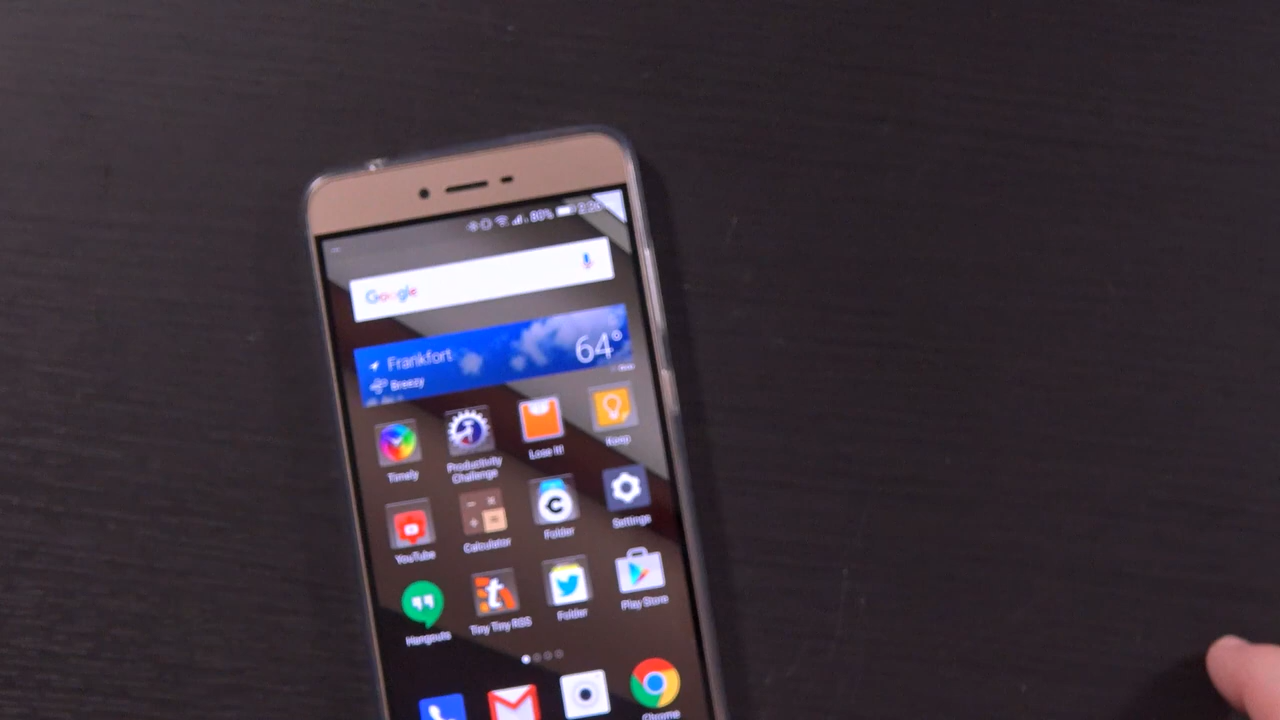 80%
Google
Frankfort
64°
Breezy
Timely
Productivity
Challenge
Lose It!
Keep
YouTube
Calculator
Folder
Settings
Hangouts
Tiny Tiny RSS
Folder
Play Store
Chrome